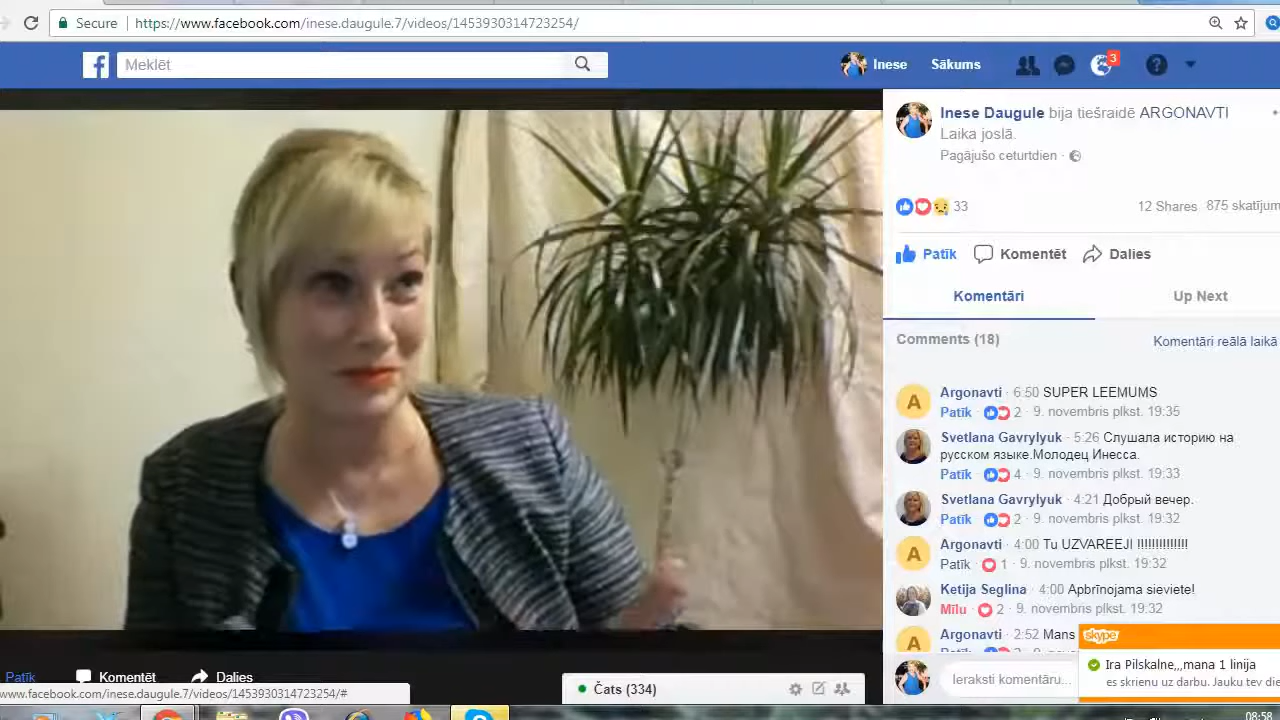 Secure https://www.facebook.com/inese.daugule.7/videos/1453930314723254/
f Meklēt Inese Sākums 3 ?
Inese Daugule bija tiešraidē ARGONAVTI
Laika joslā.
Pagājušo ceturtdien ·
33 12 Shares 875 skatījum
Patīk Komentēt Dalies
Komentāri Up Next
Comments (18) Komentāri reālā laikā
A Argonavti · 6:50 SUPER LEEMUMS
Patīk · 2 · 9. novembris plkst. 19:35
Svetlana Gavrylyuk · 5:26 Слушала историю на
русском языке.Молодец Инесса.
Patīk · 4 · 9. novembris plkst. 19:33
Svetlana Gavrylyuk · 4:21 Добрый вечер.
Patīk · 2 · 9. novembris plkst. 19:32
A Argonavti · 4:00 Tu UZVAREEJI !!!!!!!!!!!!!!
Patīk · 1 · 9. novembris plkst. 19:32
Ketija Seglina · 4:00 Apbrīnojama sieviete!
Mīlu · 2 · 9. novembris plkst. 19:32
A Argonavti · 2:52 Mans
skype
Ira Pilskalne,,,mana 1 linija
es skrienu uz darbu. Jauku tev die
Ieraksti komentāru...
Patīk Komentēt Dalies
www.facebook.com/inese.daugule.7/videos/1453930314723254/#
Čats (334)
08:58